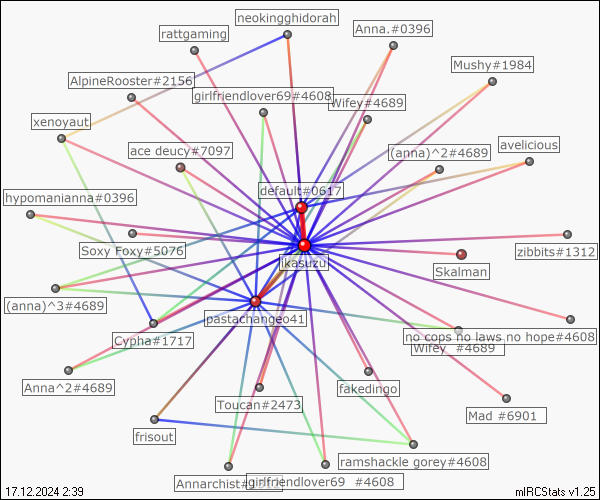 neokingghidorah
rattgaming
Anna.#0396
Mushy#1984
AlpineRooster#2156
girlfriendlover69#4608
Wifey#4689
xenoyaut
avelicious
ace deucy#7097
(anna)^2#4689
default#0617
hypomanianna#0396
Soxy Foxy#5076
zibbits#1312
ikasuzu
Skalman
(anna)^3#4689
pastachangeo41
Cypha#1717
no cops no laws no hope#4608
Wifey_ #4689
Anna^2#4689
fakedingo
Toucan#2473
Mad #6901
frisout
ramshackle gorey#4608
Annarchist#
girlfriendlover69 #4608
17.12.2024 2:39
mIRCStats v1.25